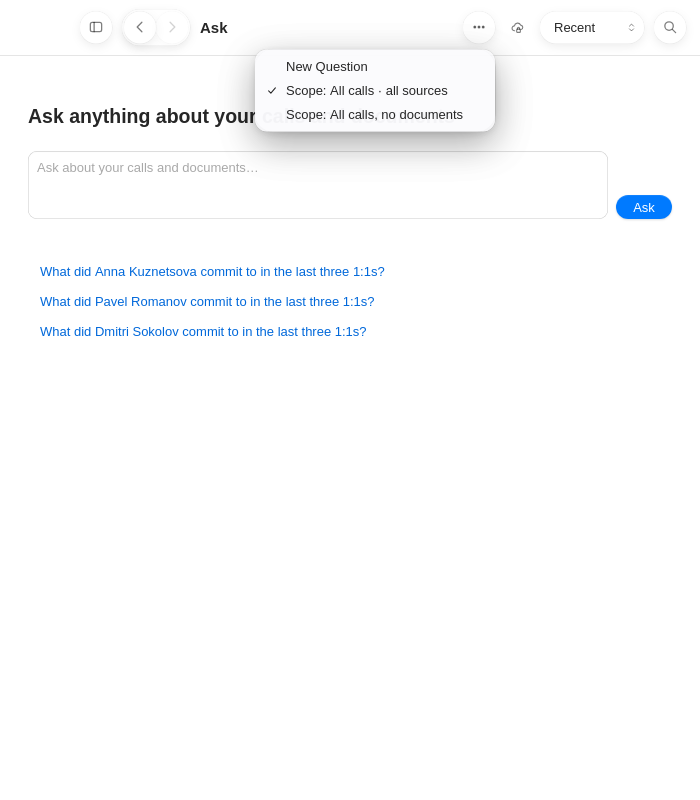 Ask
Recent
New Question
Scope: All calls · all sources
Scope: All calls, no documents
Ask anything about your
Ask about your calls and documents…
Ask
What did Anna Kuznetsova commit to in the last three 1:1s?
What did Pavel Romanov commit to in the last three 1:1s?
What did Dmitri Sokolov commit to in the last three 1:1s?